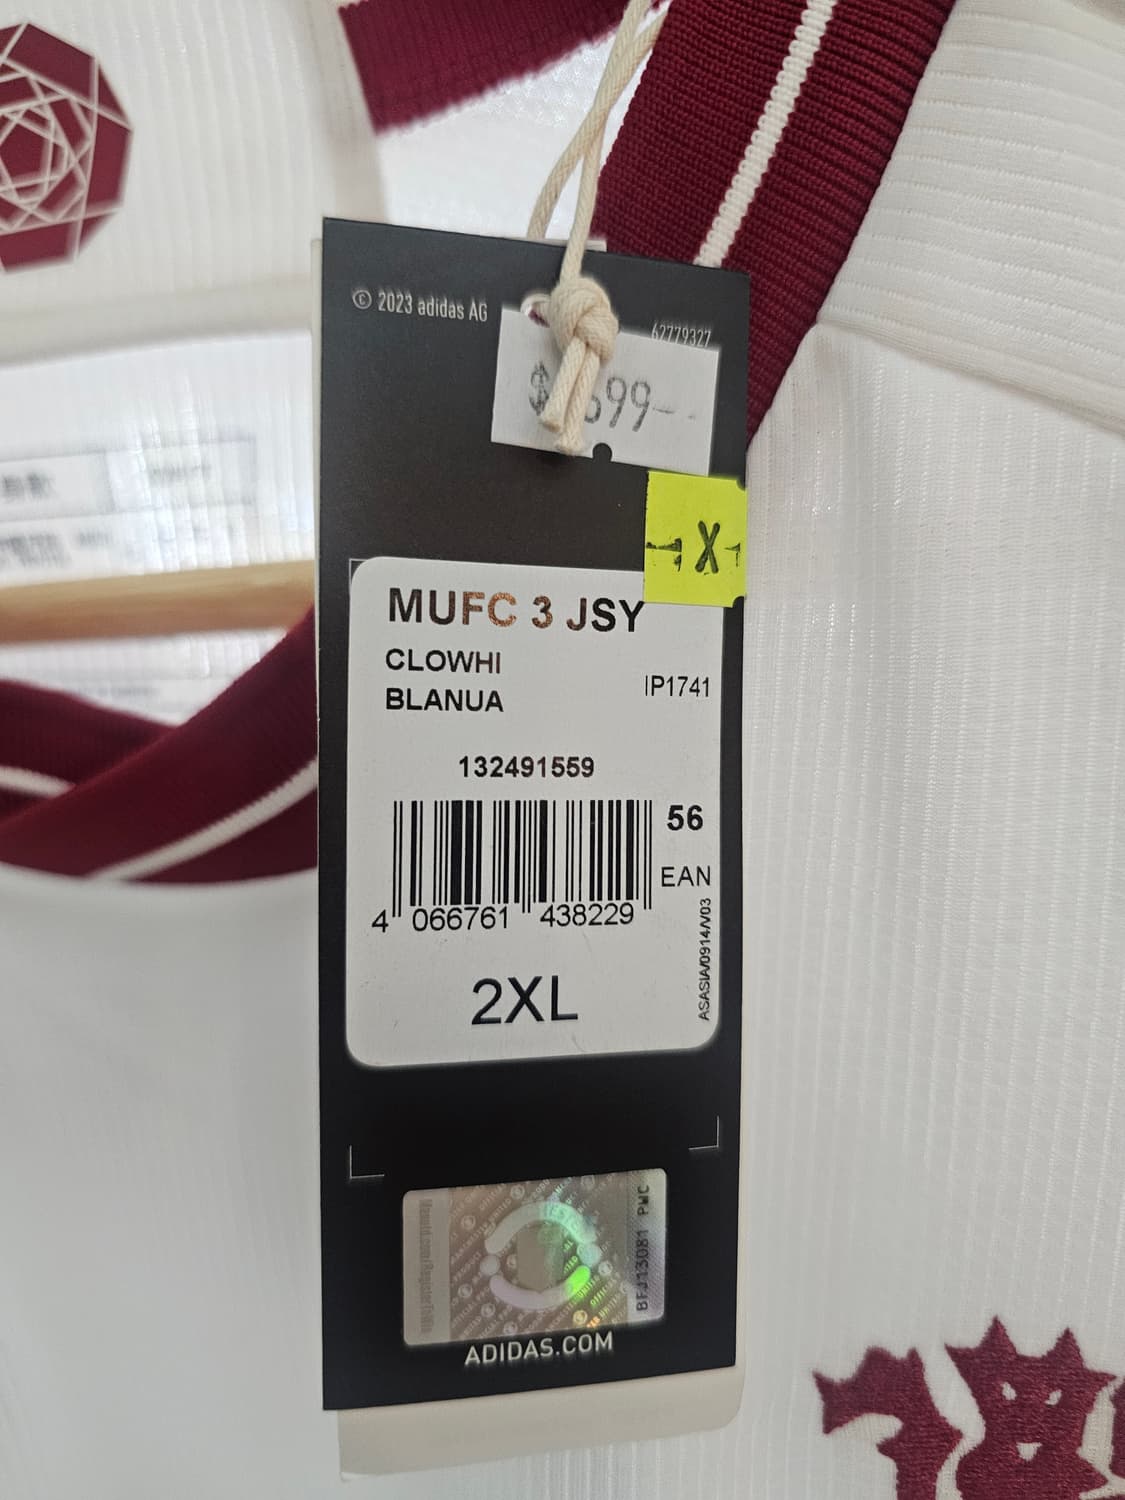 © 2023 adidas AG
62779327
X
MUFC 3 JSY
CLOWHI
BLANUA
IP1741
132491559
56
EAN
4 066761 438229
2XL
ASASIA/0914/V03
BFJ13081 PWC
ADIDAS.COM